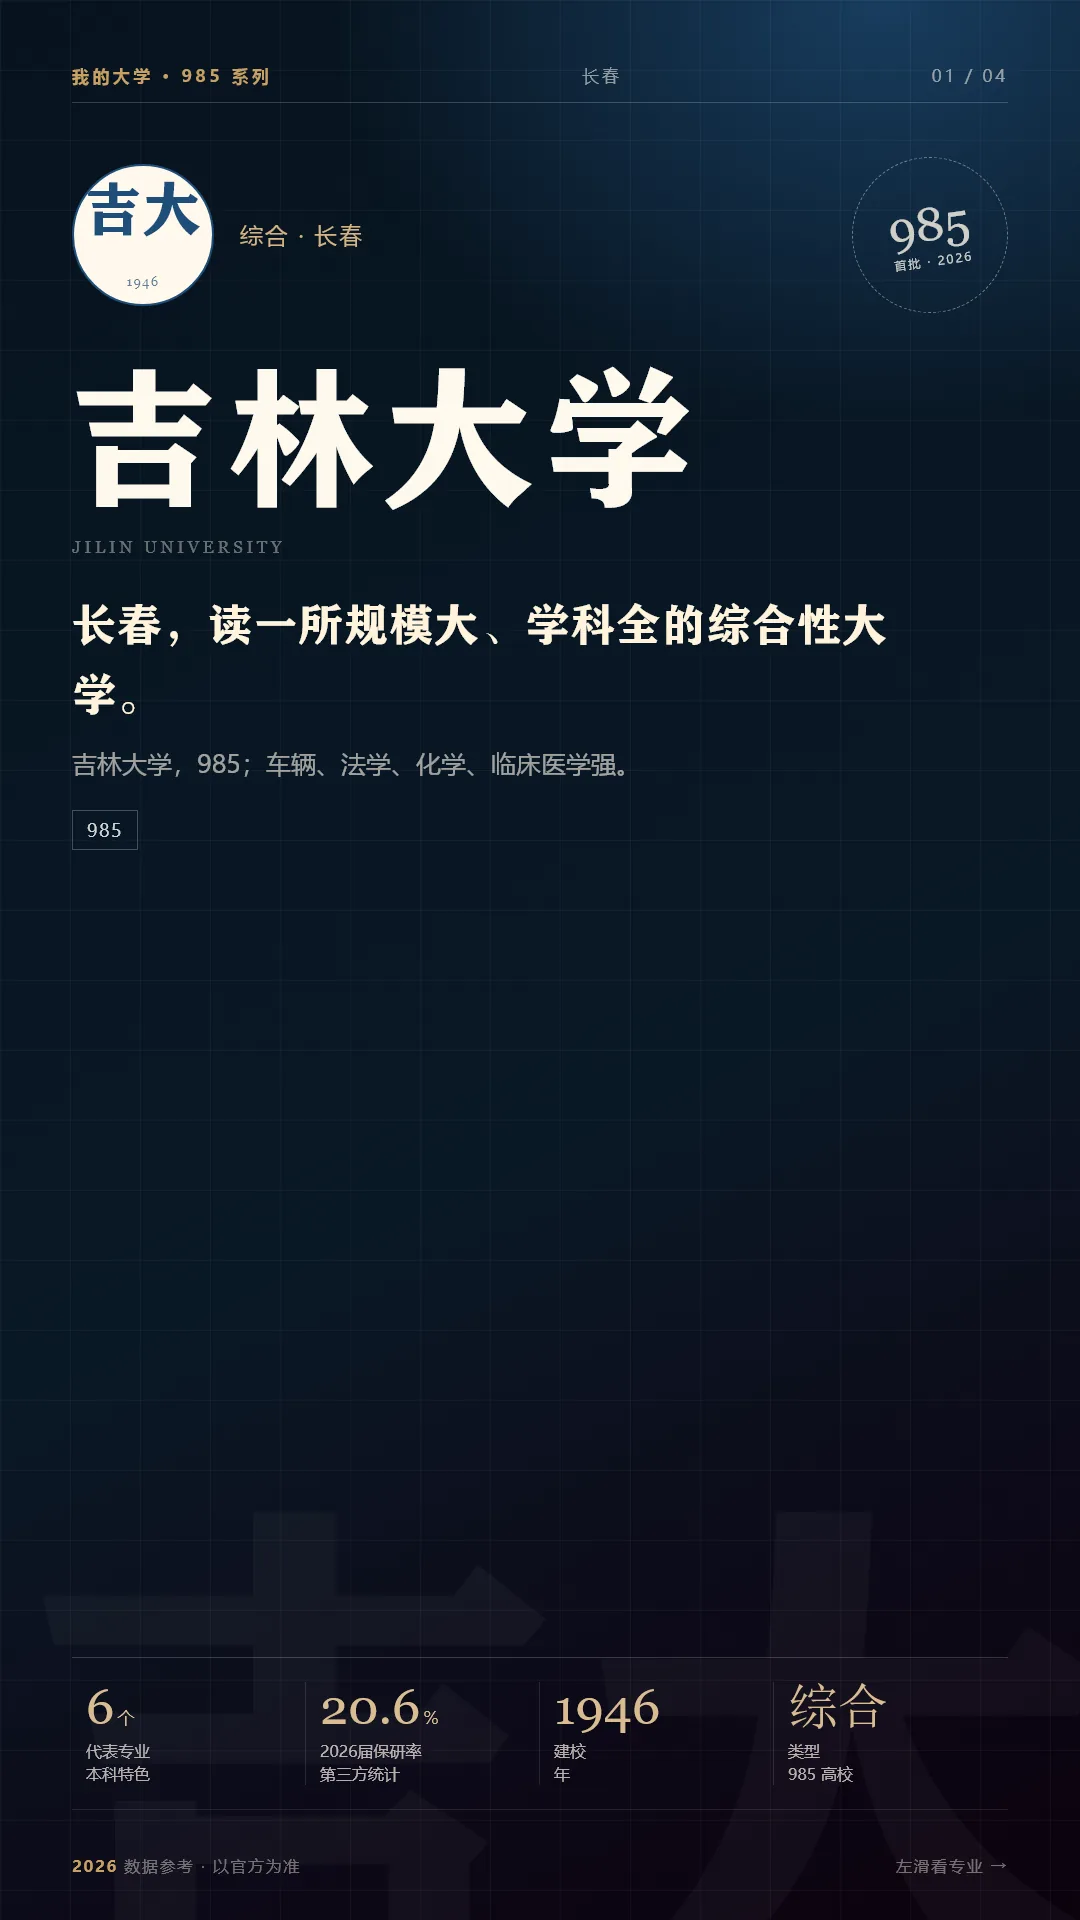 我的大学 • 985 系列
长春
01 / 04
吉大
1946
综合 · 长春
985
首批 · 2026
吉林大学
JILIN UNIVERSITY
长春，读一所规模大、学科全的综合性大
学。
吉林大学，985；车辆、法学、化学、临床医学强。
985
吉大
6个
代表专业
本科特色
20.6%
2026届保研率
第三方统计
1946
建校
年
综合
类型
985 高校
2026 数据参考 · 以官方为准
左滑看专业 →